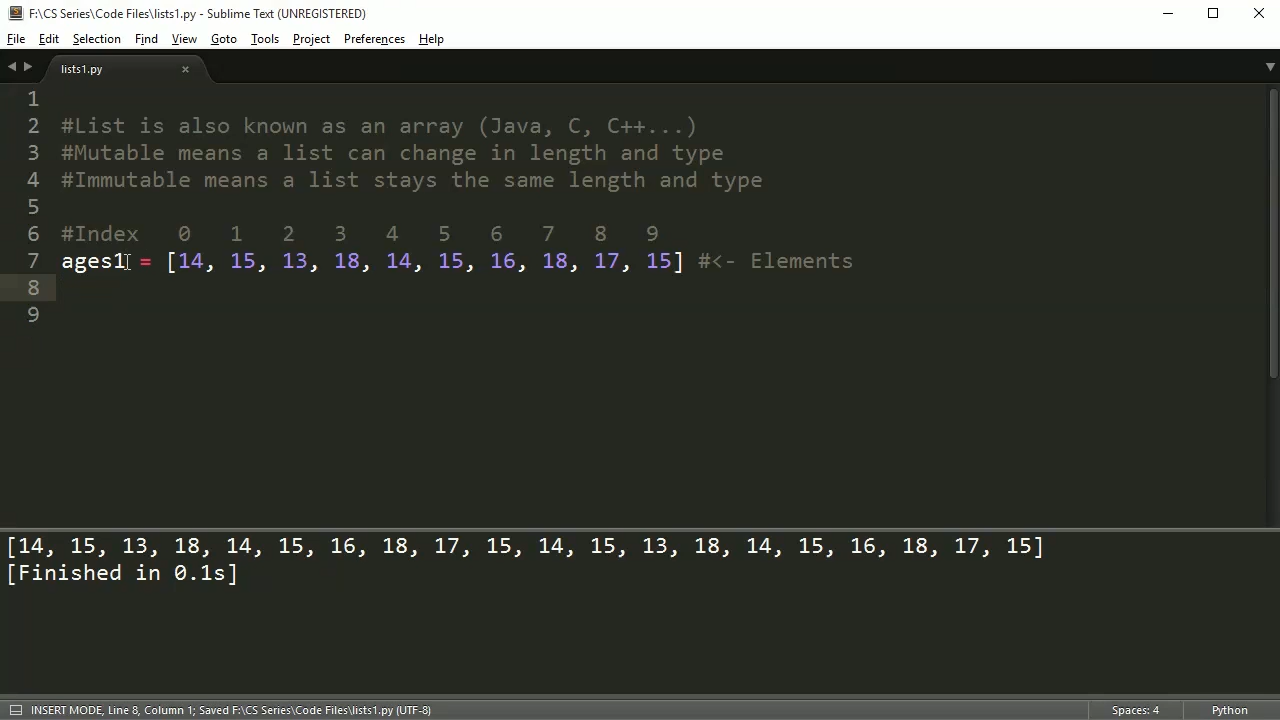 F:\CS Series\Code Files\lists1.py - Sublime Text (UNREGISTERED)
File Edit Selection Find View Goto Tools Project Preferences Help
lists1.py
1
2 #List is also known as an array (Java, C, C++...)
3 #Mutable means a list can change in length and type
4 #Immutable means a list stays the same length and type
5
6 #Index 0 1 2 3 4 5 6 7 8 9
7 ages1 = [14, 15, 13, 18, 14, 15, 16, 18, 17, 15] #<- Elements
8
9
[14, 15, 13, 18, 14, 15, 16, 18, 17, 15, 14, 15, 13, 18, 14, 15, 16, 18, 17, 15]
[Finished in 0.1s]
INSERT MODE, Line 8, Column 1; Saved F:\CS Series\Code Files\lists1.py (UTF-8) Spaces: 4 Python